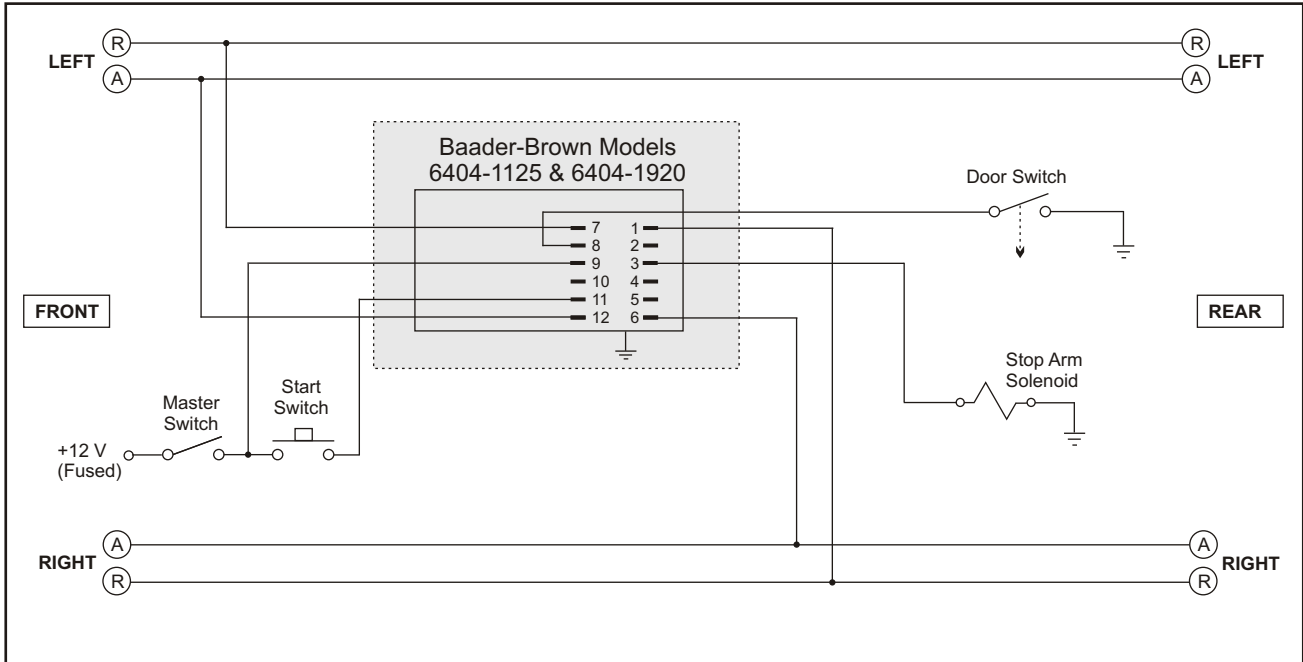 R
LEFT
A
R
LEFT
A
Baader-Brown Models
6404-1125 & 6404-1920
Door Switch
7 1
8 2
9 3
10 4
11 5
12 6
FRONT
REAR
Stop Arm
Solenoid
Start
Switch
Master
Switch
+12 V
(Fused)
A
RIGHT
R
A
RIGHT
R